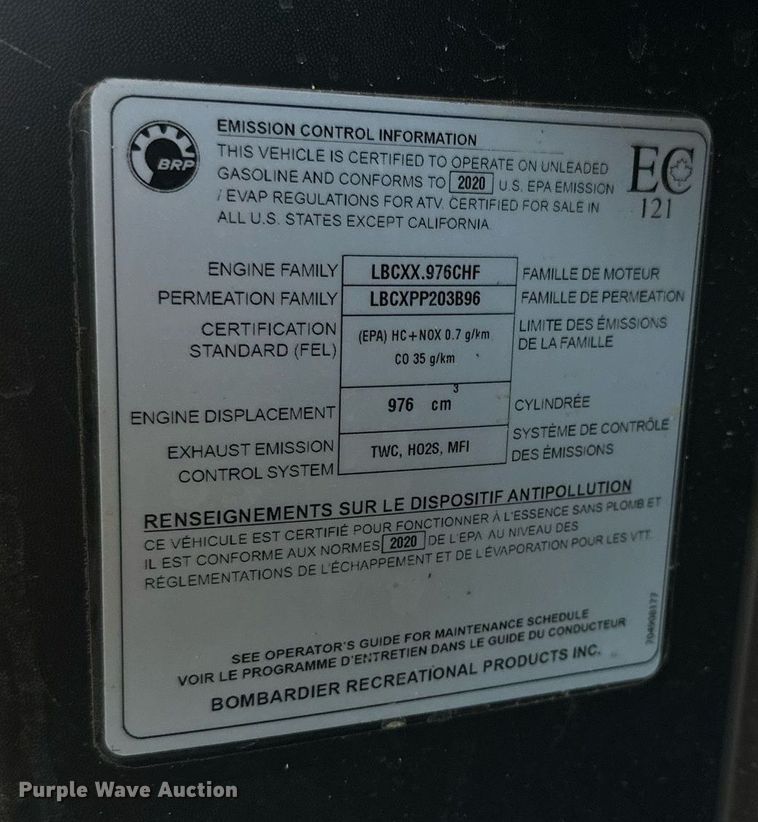 BRP
EMISSION CONTROL INFORMATION
THIS VEHICLE IS CERTIFIED TO OPERATE ON UNLEADED
GASOLINE AND CONFORMS TO 2020 U.S. EPA EMISSION
/ EVAP REGULATIONS FOR ATV. CERTIFIED FOR SALE IN
ALL U.S. STATES EXCEPT CALIFORNIA.
EC
121
ENGINE FAMILY LBCXX.976CHF FAMILLE DE MOTEUR
PERMEATION FAMILY LBCXPP203B96 FAMILLE DE PERMEATION
CERTIFICATION (EPA) HC+NOX 0.7 g/km LIMITE DES ÉMISSIONS
STANDARD (FEL) CO 35 g/km DE LA FAMILLE
ENGINE DISPLACEMENT 976 cm³ CYLINDRÉE
EXHAUST EMISSION TWC, HO2S, MFI SYSTÈME DE CONTRÔLE
CONTROL SYSTEM DES ÉMISSIONS
RENSEIGNEMENTS SUR LE DISPOSITIF ANTIPOLLUTION
CE VÉHICULE EST CERTIFIÉ POUR FONCTIONNER À L'ESSENCE SANS PLOMB ET
IL EST CONFORME AUX NORMES 2020 DE L'EPA AU NIVEAU DES
RÉGLEMENTATIONS DE L'ÉCHAPPEMENT ET DE L'ÉVAPORATION POUR LES VTT.
SEE OPERATOR'S GUIDE FOR MAINTENANCE SCHEDULE
VOIR LE PROGRAMME D'ENTRETIEN DANS LE GUIDE DU CONDUCTEUR
BOMBARDIER RECREATIONAL PRODUCTS INC.
704908177
Purple Wave Auction